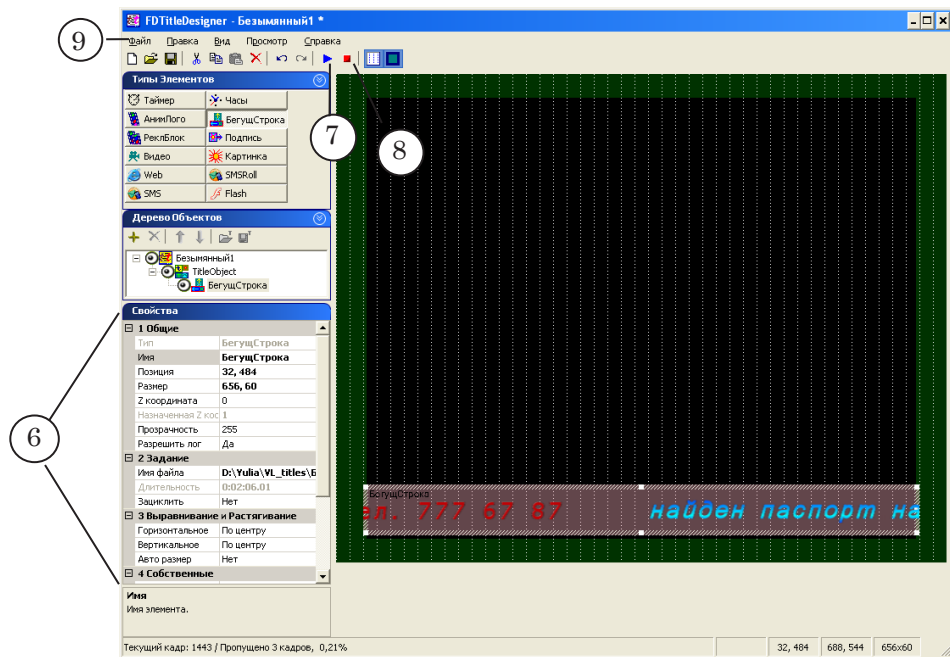 FDTitleDesigner - Безымянный1 *
9
Файл Правка Вид Просмотр Справка
Типы Элементов
Таймер Часы
АнимЛого БегущСтрока
РеклБлок Подпись
Видео Картинка
Web SMSRoll
SMS Flash
7
8
Дерево Объектов
Безымянный1
TitleObject
БегущСтрока
Свойства
1 Общие
Тип БегущСтрока
Имя БегущСтрока
Позиция 32, 484
Размер 656, 60
Z координата 0
Назначенная Z кос 1
Прозрачность 255
Разрешить лог Да
6
2 Задание
Имя файла D:\Yulia\VL_titles\Б
Длительность 0:02:06.01
Зациклить Нет
3 Выравнивание и Растягивание
Горизонтальное По центру
Вертикальное По центру
Авто размер Нет
4 Собственные
БегущСтрока
ел. 777 67 87 найден паспорт на
Имя
Имя элемента.
Текущий кадр: 1443 / Пропущено 3 кадров, 0,21%
32, 484 688, 544 656x60